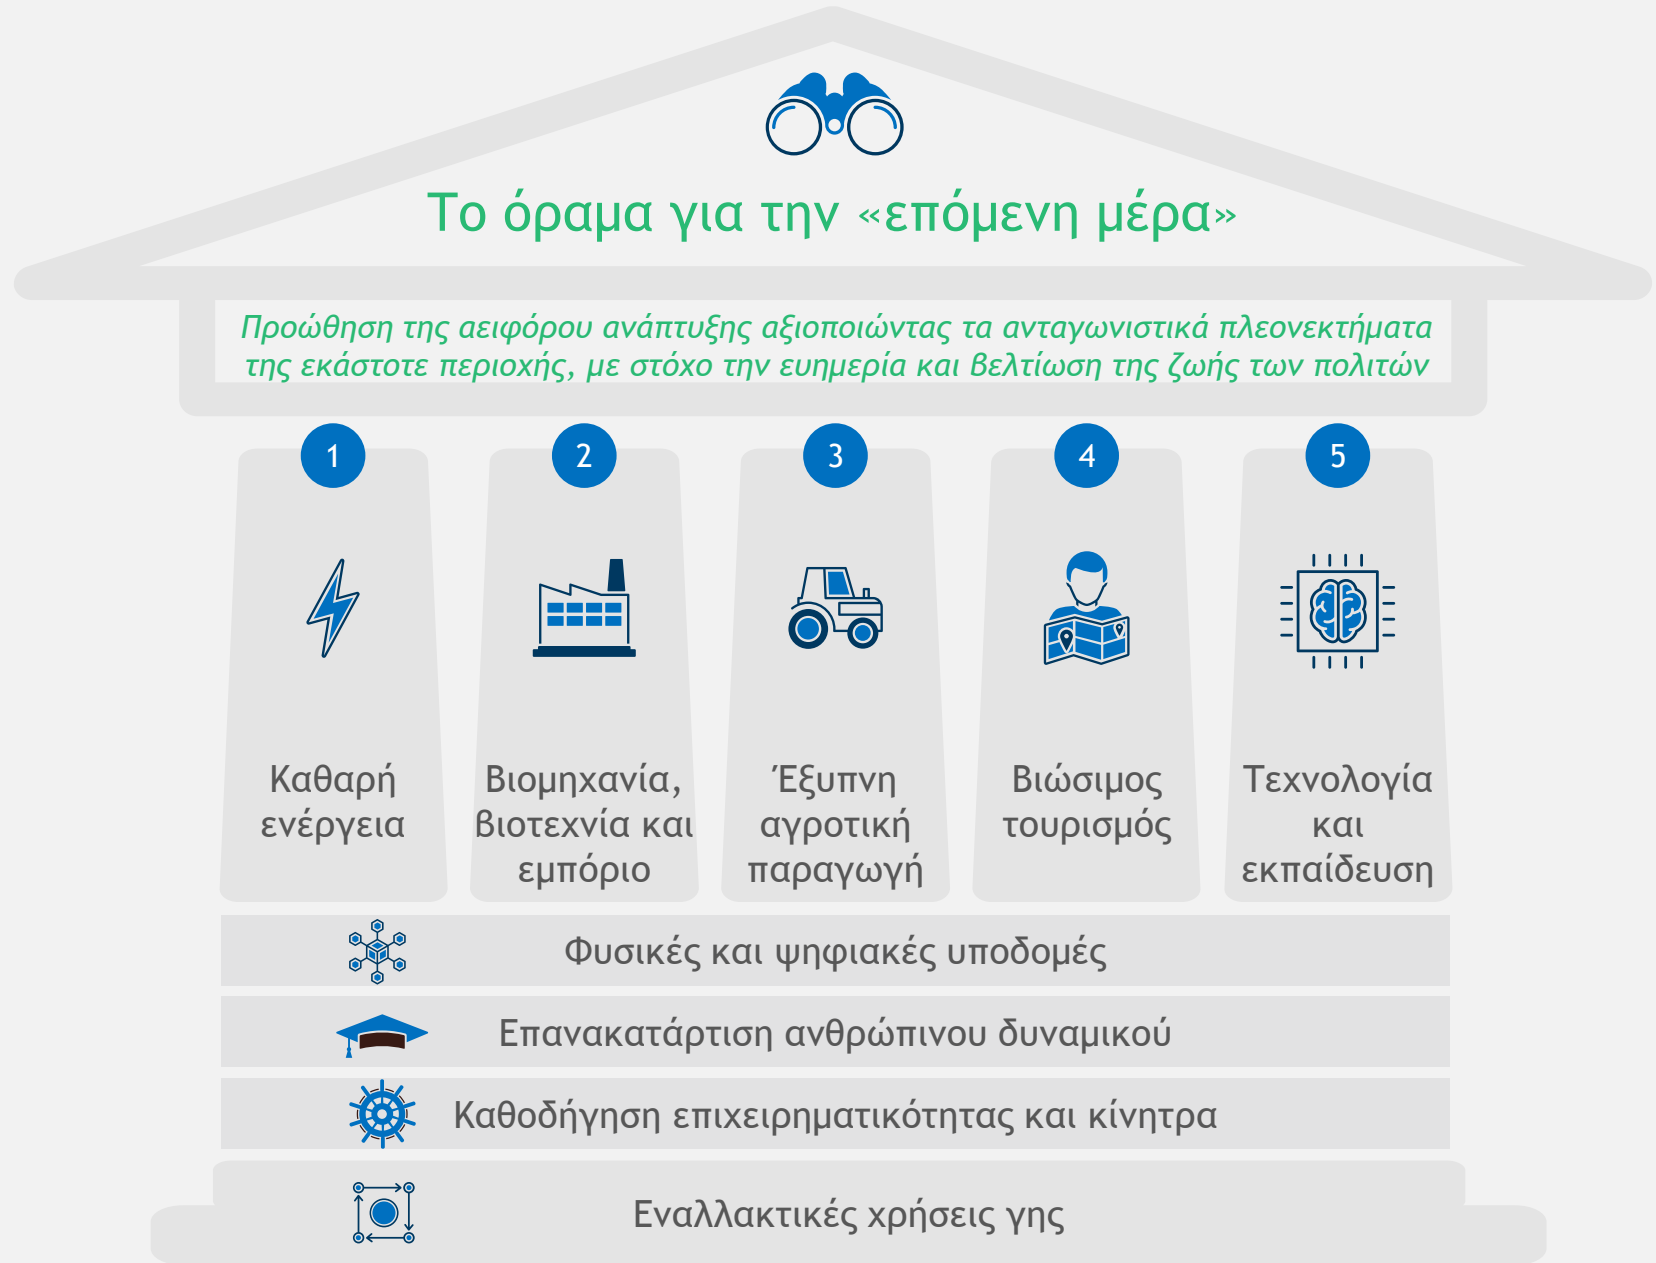 Το όραμα για την «επόμενη μέρα»
Προώθηση της αειφόρου ανάπτυξης αξιοποιώντας τα ανταγωνιστικά πλεονεκτήματα
της εκάστοτε περιοχής, με στόχο την ευημερία και βελτίωση της ζωής των πολιτών
1
2
3
4
5
Καθαρή
ενέργεια
Βιομηχανία,
βιοτεχνία και
εμπόριο
Έξυπνη
αγροτική
παραγωγή
Βιώσιμος
τουρισμός
Τεχνολογία
και
εκπαίδευση
Φυσικές και ψηφιακές υποδομές
Επανακατάρτιση ανθρώπινου δυναμικού
Καθοδήγηση επιχειρηματικότητας και κίνητρα
Εναλλακτικές χρήσεις γης